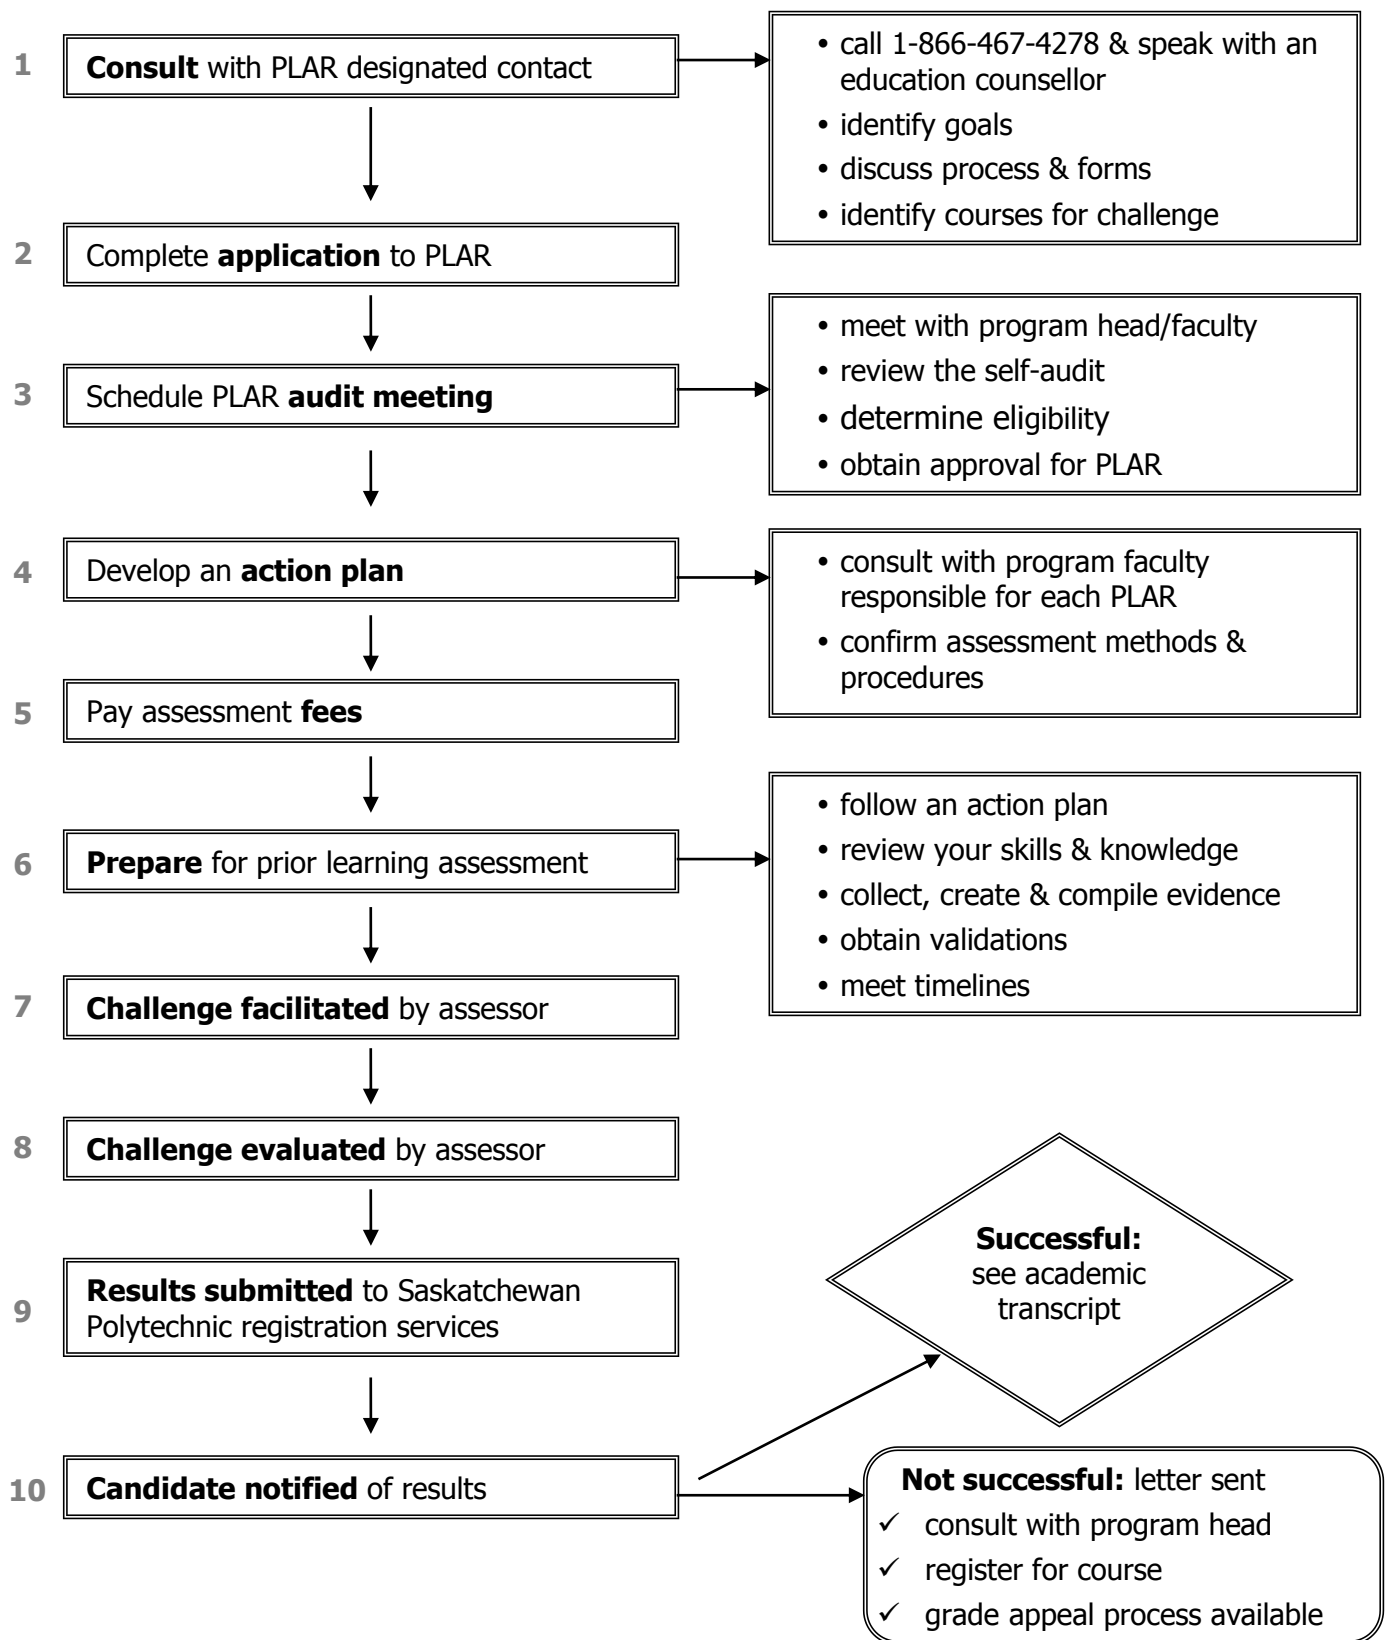 1
Consult with PLAR designated contact
• call 1-866-467-4278 & speak with an
education counsellor
• identify goals
• discuss process & forms
• identify courses for challenge
2
Complete application to PLAR
3
Schedule PLAR audit meeting
• meet with program head/faculty
• review the self-audit
• determine eligibility
• obtain approval for PLAR
4
Develop an action plan
• consult with program faculty
responsible for each PLAR
• confirm assessment methods &
procedures
5
Pay assessment fees
6
Prepare for prior learning assessment
• follow an action plan
• review your skills & knowledge
• collect, create & compile evidence
• obtain validations
• meet timelines
7
Challenge facilitated by assessor
8
Challenge evaluated by assessor
9
Results submitted to Saskatchewan
Polytechnic registration services
Successful:
see academic
transcript
10
Candidate notified of results
Not successful: letter sent
✓ consult with program head
✓ register for course
✓ grade appeal process available